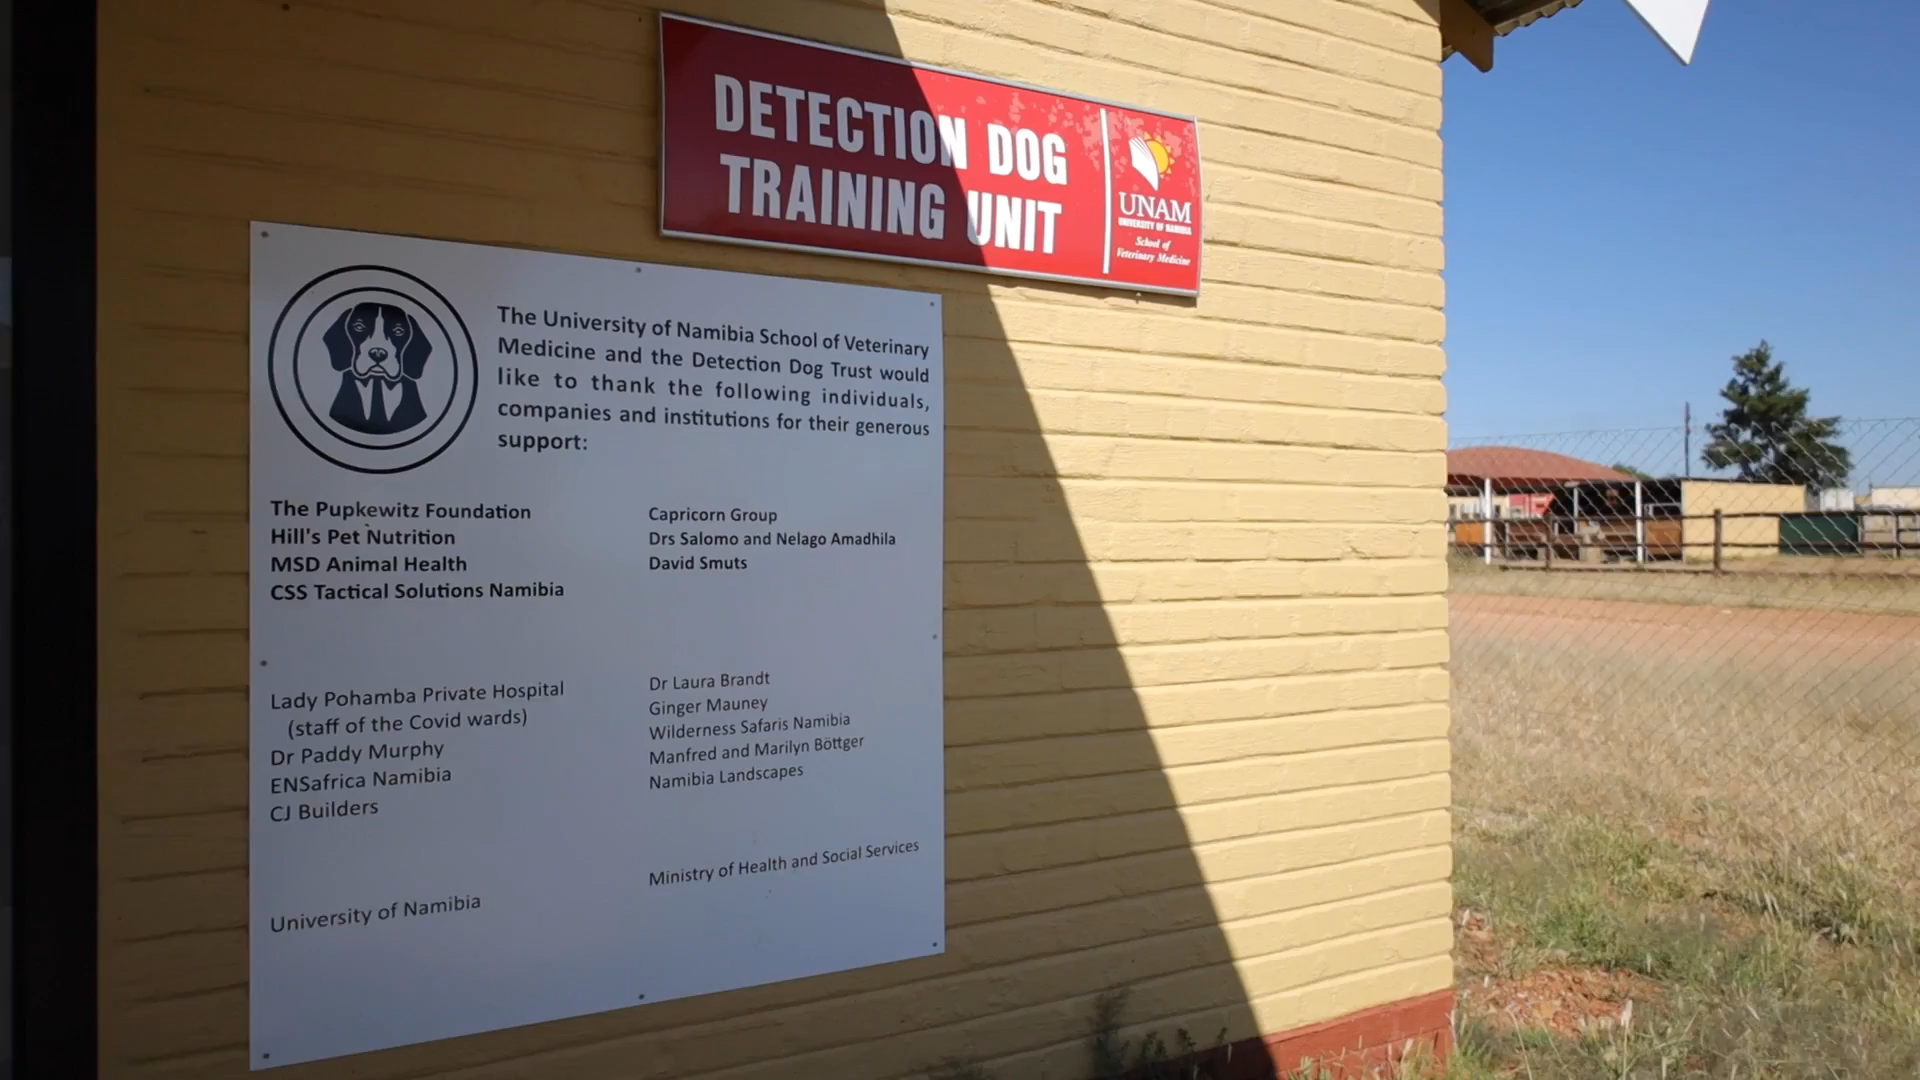 DETECTION DOG
TRAINING UNIT
UNAM
UNIVERSITY OF NAMIBIA
School of
Veterinary Medicine
The University of Namibia School of Veterinary
Medicine and the Detection Dog Trust would
like to thank the following individuals,
companies and institutions for their generous
support:
The Pupkewitz Foundation
Hill's Pet Nutrition
MSD Animal Health
CSS Tactical Solutions Namibia
Capricorn Group
Drs Salomo and Nelago Amadhila
David Smuts
Lady Pohamba Private Hospital
(staff of the Covid wards)
Dr Paddy Murphy
ENSafrica Namibia
CJ Builders
Dr Laura Brandt
Ginger Mauney
Wilderness Safaris Namibia
Manfred and Marilyn Böttger
Namibia Landscapes
University of Namibia
Ministry of Health and Social Services